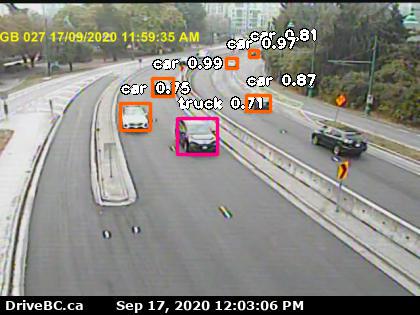 car 0.81
car 0.97
GB 027 17/09/2020 11:59:35 AM
car 0.99
car 0.75
car 0.87
truck 0.71
DriveBC.ca Sep 17, 2020 12:03:06 PM